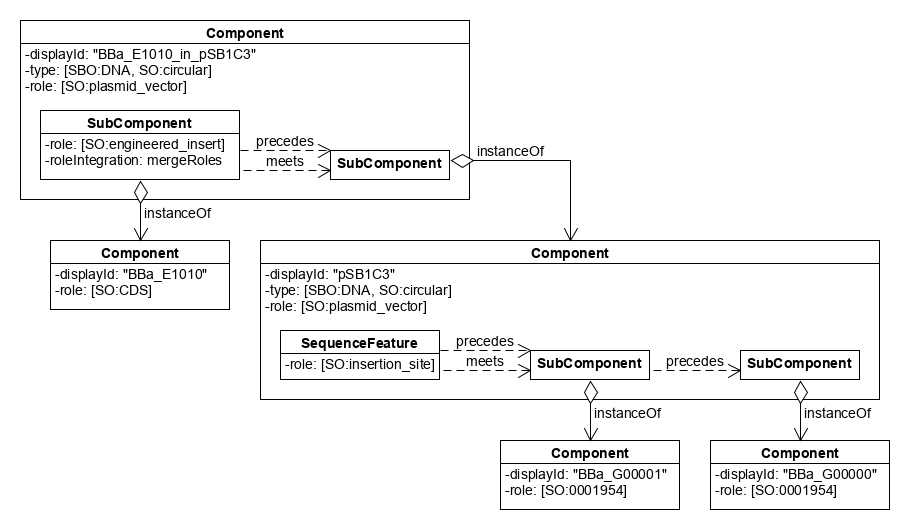 Component
-displayId: "BBa_E1010_in_pSB1C3"
-type: [SBO:DNA, SO:circular]
-role: [SO:plasmid_vector]
SubComponent
-role: [SO:engineered_insert]
-roleIntegration: mergeRoles
precedes
meets
SubComponent
instanceOf
instanceOf
Component
-displayId: "BBa_E1010"
-role: [SO:CDS]
Component
-displayId: "pSB1C3"
-type: [SBO:DNA, SO:circular]
-role: [SO:plasmid_vector]
SequenceFeature
-role: [SO:insertion_site]
precedes
meets
SubComponent
precedes
SubComponent
instanceOf
instanceOf
Component
-displayId: "BBa_G00001"
-role: [SO:0001954]
Component
-displayId: "BBa_G00000"
-role: [SO:0001954]